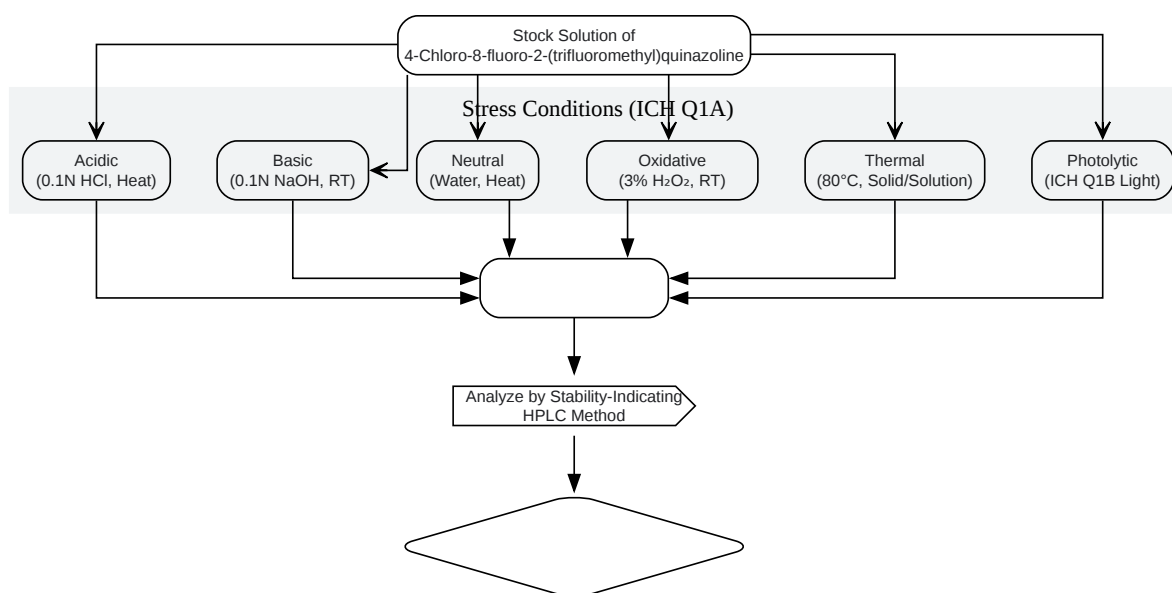 Stock Solution of
4-Chloro-8-fluoro-2-(trifluoromethyl)quinazoline
Stress Conditions (ICH Q1A)
Acidic
(0.1N HCl, Heat)
Basic
(0.1N NaOH, RT)
Neutral
(Water, Heat)
Oxidative
(3% H₂O₂, RT)
Thermal
(80°C, Solid/Solution)
Photolytic
(ICH Q1B Light)
Analyze by Stability-Indicating
HPLC Method